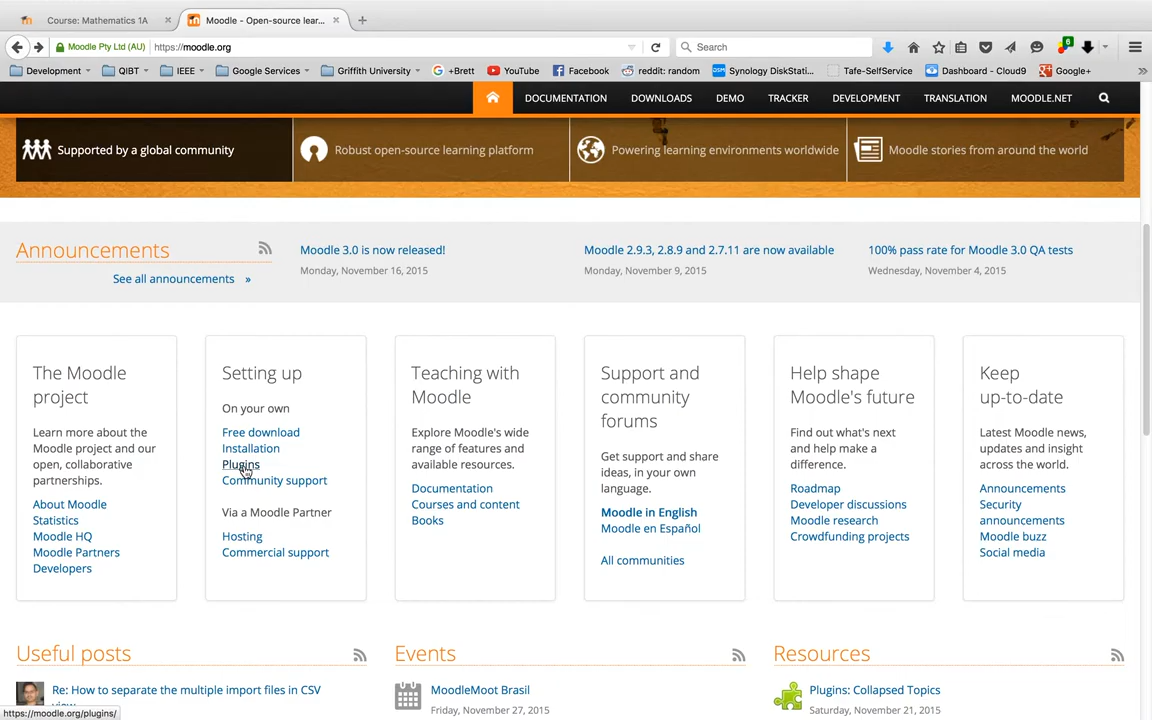 Course: Mathematics 1A
Moodle - Open-source lear...
Moodle Pty Ltd (AU)
https://moodle.org
Search
6
Development
QIBT
IEEE
Google Services
Griffith University
+Brett
YouTube
Facebook
reddit: random
Synology DiskStati...
Tafe-SelfService
Dashboard - Cloud9
Google+
DOCUMENTATION
DOWNLOADS
DEMO
TRACKER
DEVELOPMENT
TRANSLATION
MOODLE.NET
Supported by a global community
Robust open-source learning platform
Powering learning environments worldwide
Moodle stories from around the world
Announcements
See all announcements »
Moodle 3.0 is now released!
Monday, November 16, 2015
Moodle 2.9.3, 2.8.9 and 2.7.11 are now available
Monday, November 9, 2015
100% pass rate for Moodle 3.0 QA tests
Wednesday, November 4, 2015
The Moodle
project
Learn more about the
Moodle project and our
open, collaborative
partnerships.
About Moodle
Statistics
Moodle HQ
Moodle Partners
Developers
Setting up
On your own
Free download
Installation
Plugins
Community support
Via a Moodle Partner
Hosting
Commercial support
Teaching with
Moodle
Explore Moodle's wide
range of features and
available resources.
Documentation
Courses and content
Books
Support and
community
forums
Get support and share
ideas, in your own
language.
Moodle in English
Moodle en Español
All communities
Help shape
Moodle's future
Find out what's next
and help make a
difference.
Roadmap
Developer discussions
Moodle research
Crowdfunding projects
Keep
up-to-date
Latest Moodle news,
updates and insight
across the world.
Announcements
Security
announcements
Moodle buzz
Social media
Useful posts
Re: How to separate the multiple import files in CSV
view
Events
MoodleMoot Brasil
Friday, November 27, 2015
Resources
Plugins: Collapsed Topics
Saturday, November 21, 2015
https://moodle.org/plugins/